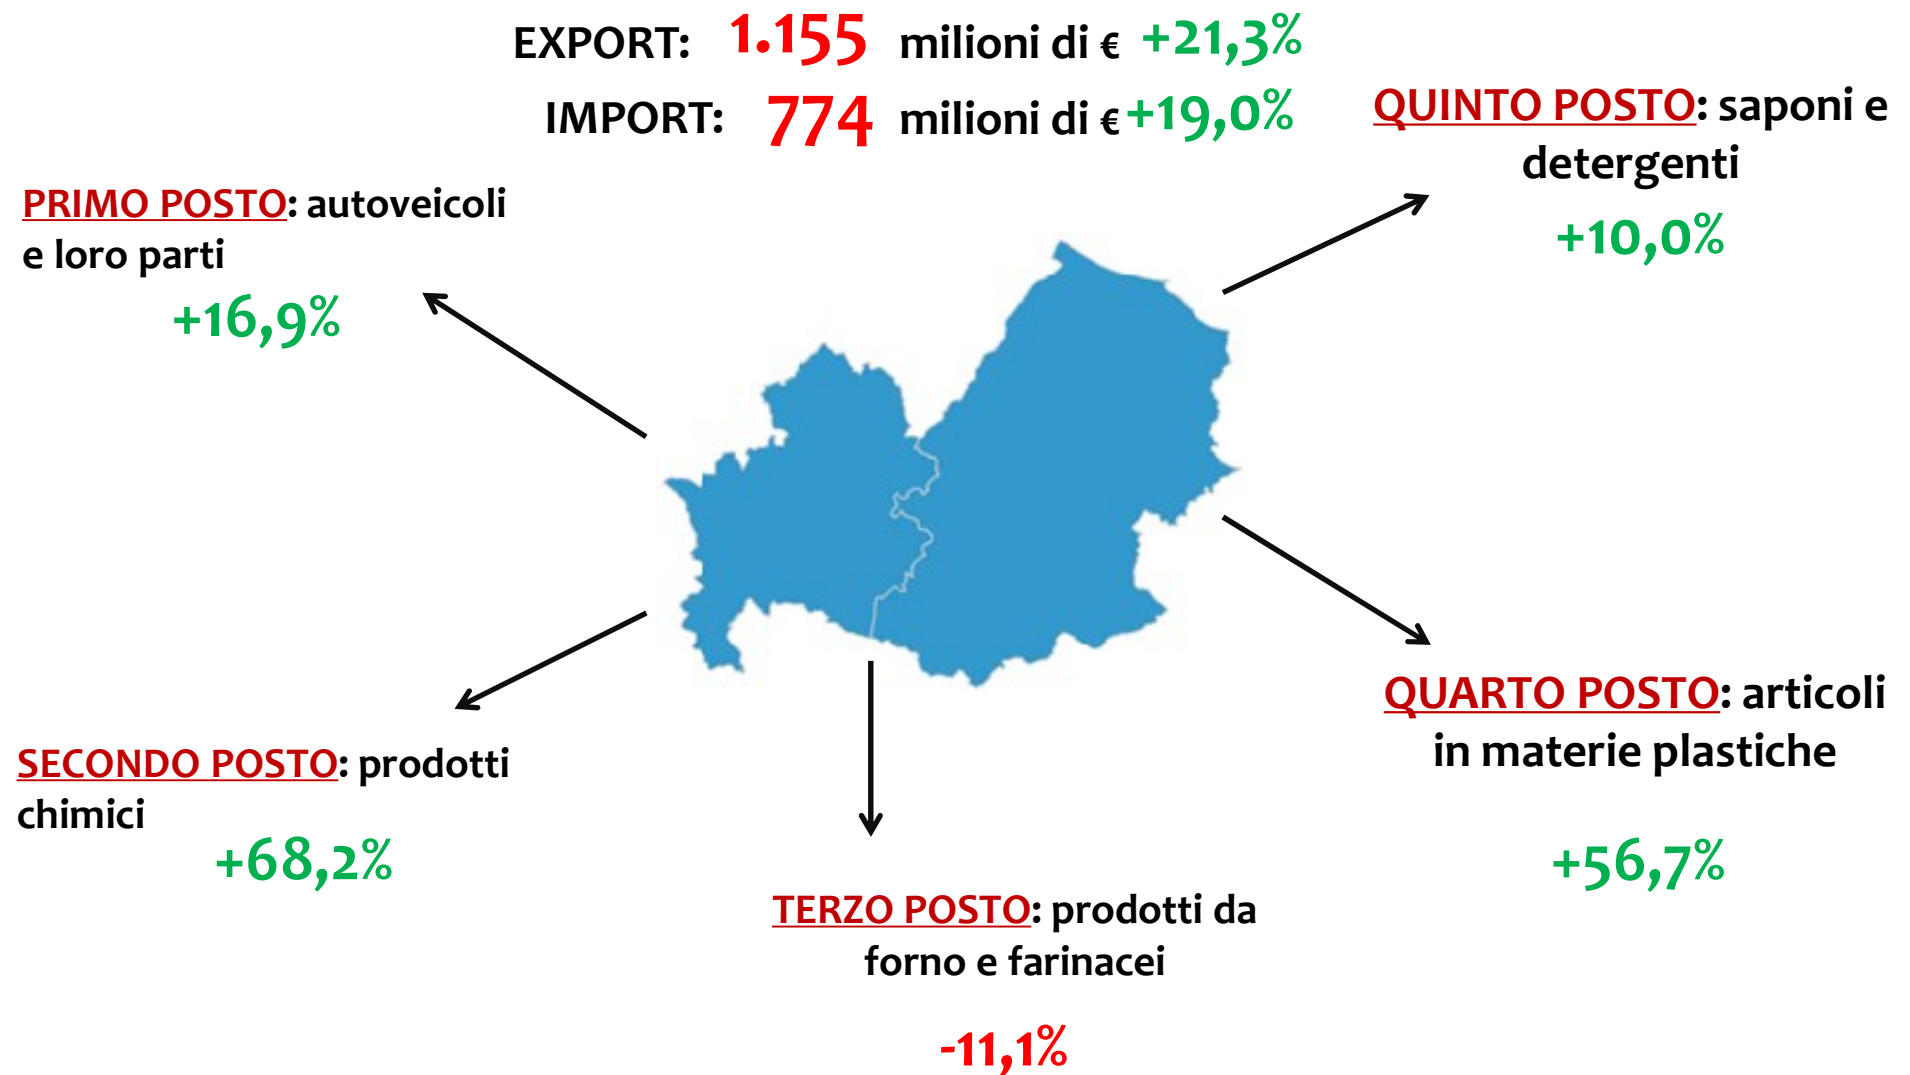 EXPORT: 1.155 milioni di € +21,3%
IMPORT: 774 milioni di € +19,0%
QUINTO POSTO: saponi e
detergenti
+10,0%
PRIMO POSTO: autoveicoli
e loro parti
+16,9%
SECONDO POSTO: prodotti
chimici
+68,2%
QUARTO POSTO: articoli
in materie plastiche
+56,7%
TERZO POSTO: prodotti da
forno e farinacei
-11,1%